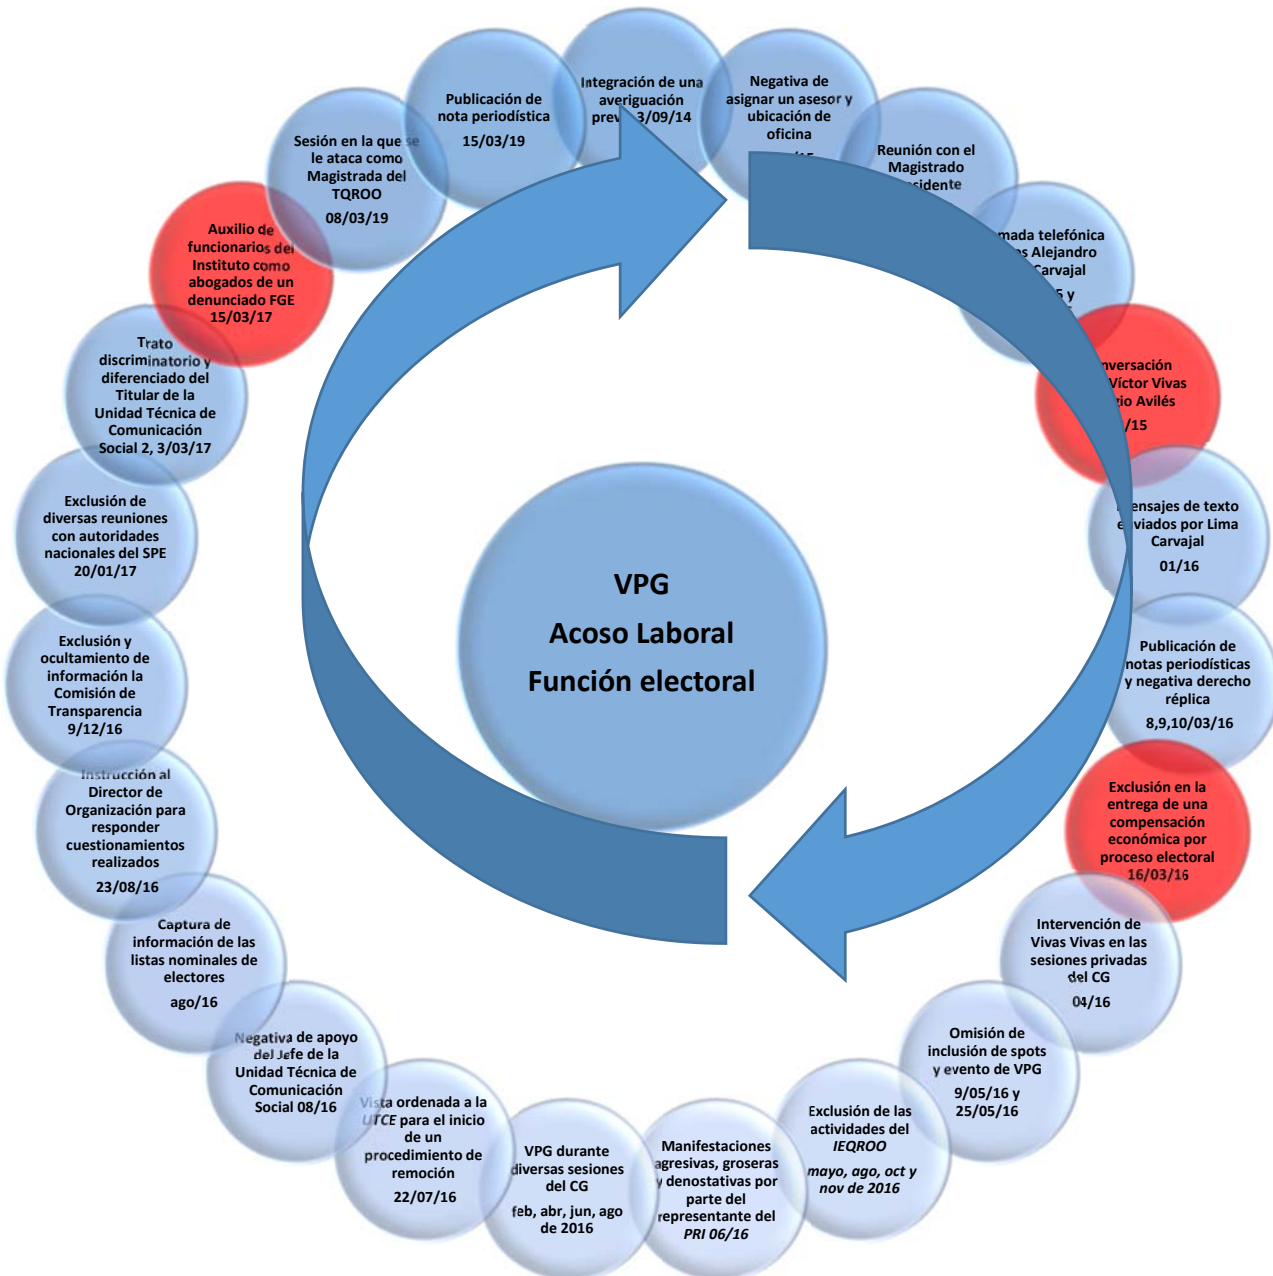 Integración de una
averiguación
3/09/14
Negativa de
asignar un asesor y
ubicación de
oficina
Reunión con el
Magistrado
telefónica
Alejandro
Carvajal
y
Víctor Vivas
Avilés
/15
Mensajes de texto
enviados por Lima
Carvajal
01/16
Publicación de
notas periodísticas
y negativa derecho
réplica
8,9,10/03/16
Exclusión en la
entrega de una
compensación
económica por
proceso electoral
16/03/16
Intervención de
Vivas Vivas en las
sesiones privadas
del CG
04/16
Omisión de
inclusión de spots
y evento de VPG
9/05/16 y
25/05/16
Exclusión de las
actividades del
IEQROO
mayo, ago, oct y
nov de 2016
Manifestaciones
agresivas, groseras
y denostativas por
parte del
representante del
PRI 06/16
VPG durante
diversas sesiones
del CG
feb, abr, jun, ago
de 2016
Vista ordenada a la
UTCE para el inicio
de un
procedimiento de
remoción
22/07/16
Negativa de apoyo
del Jefe de la
Unidad Técnica de
Comunicación
Social 08/16
Captura de
información de las
listas nominales de
electores
ago/16
Instrucción al
Director de
Organización para
responder
cuestionamientos
realizados
23/08/16
Exclusión y
ocultamiento de
información la
Comisión de
Transparencia
9/12/16
Exclusión de
diversas reuniones
con autoridades
nacionales del SPE
20/01/17
Trato
discriminatorio y
diferenciado del
Titular de la
Unidad Técnica de
Comunicación
Social 2, 3/03/17
Auxilio de
funcionarios del
Instituto como
abogados de un
denunciado FGE
15/03/17
Sesión en la que se
le ataca como
Magistrada del
TQROO
08/03/19
Publicación de
nota periodística
15/03/19
VPG
Acoso Laboral
Función electoral